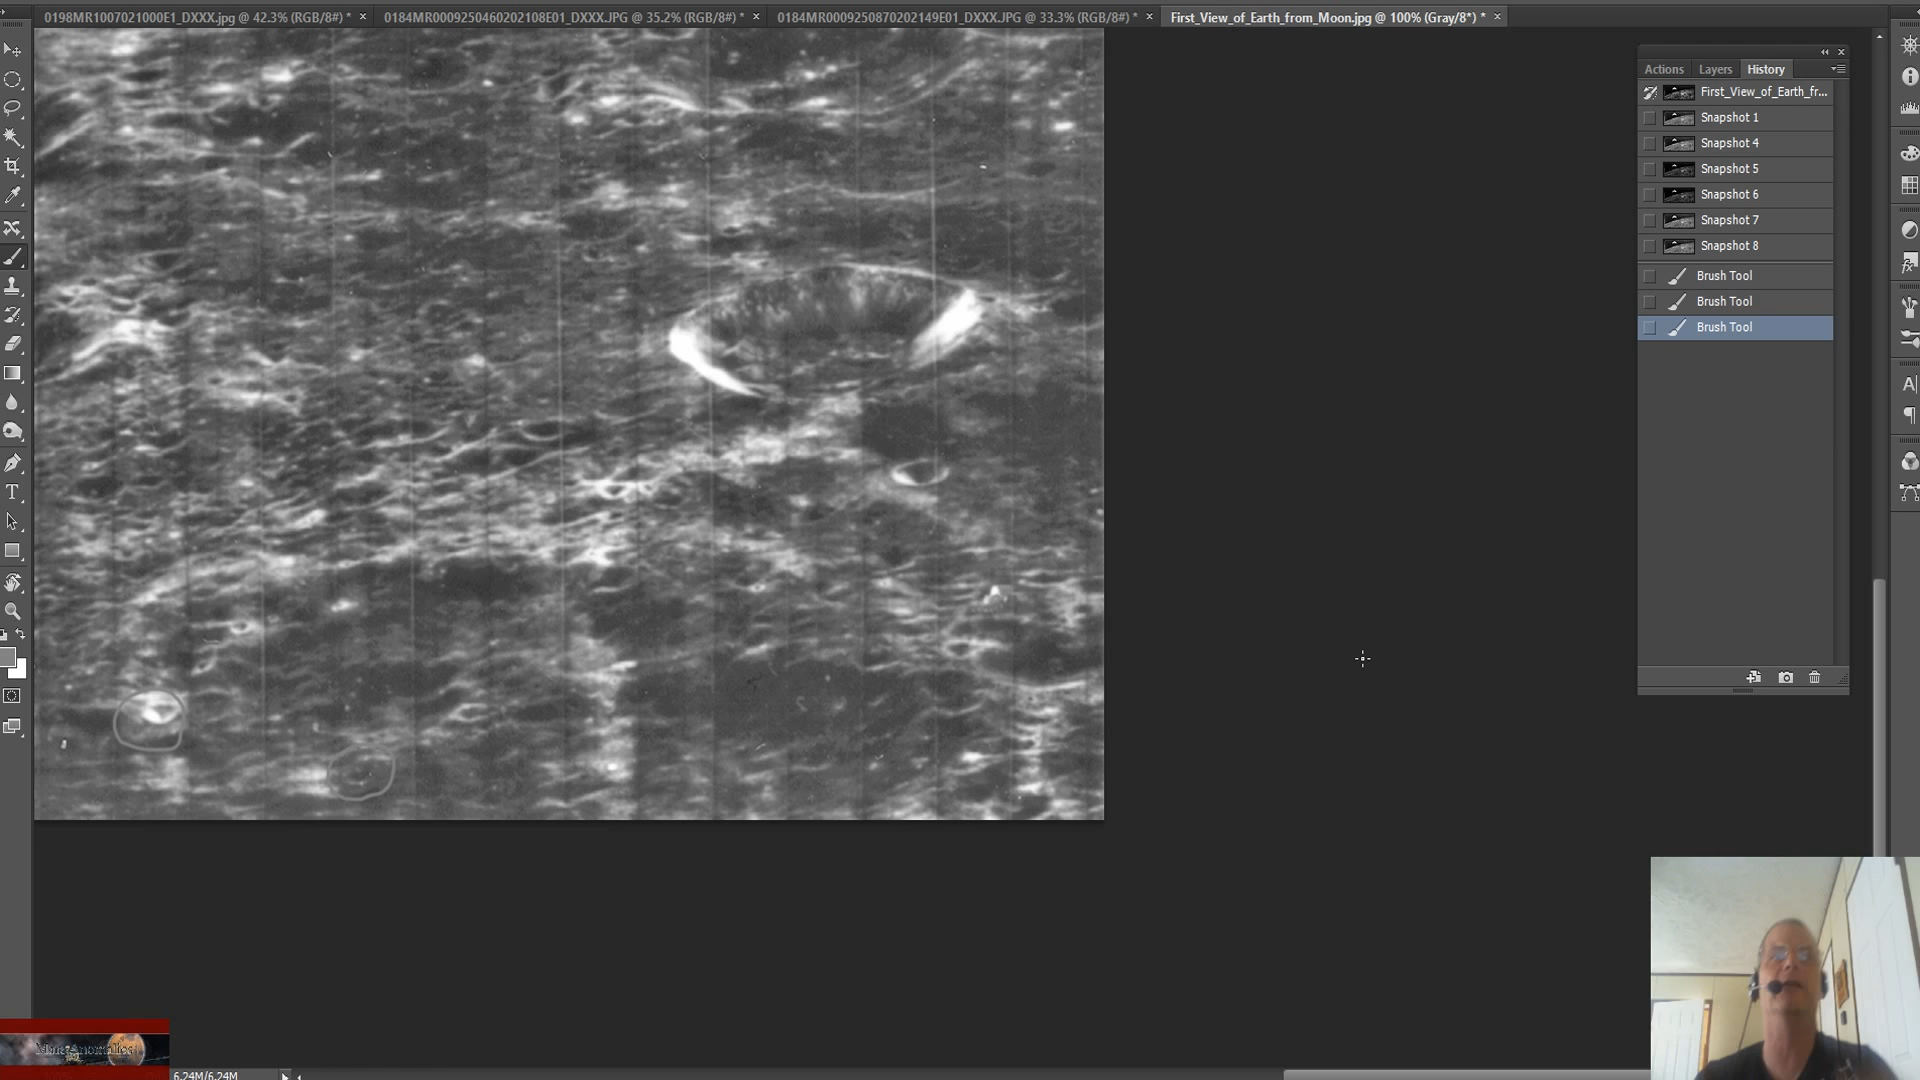 0198MR1007021000E1_DXXX.jpg @ 42.3% (RGB/8#) *
0184MR0009250460202108E01_DXXX.JPG @ 35.2% (RGB/8#) *
0184MR0009250870202149E01_DXXX.JPG @ 33.3% (RGB/8#) *
First_View_of_Earth_from_Moon.jpg @ 100% (Gray/8*) *
Actions
Layers
History
First_View_of_Earth_fr...
Snapshot 1
Snapshot 4
Snapshot 5
Snapshot 6
Snapshot 7
Snapshot 8
Brush Tool
Brush Tool
Brush Tool
6.24M/6.24M